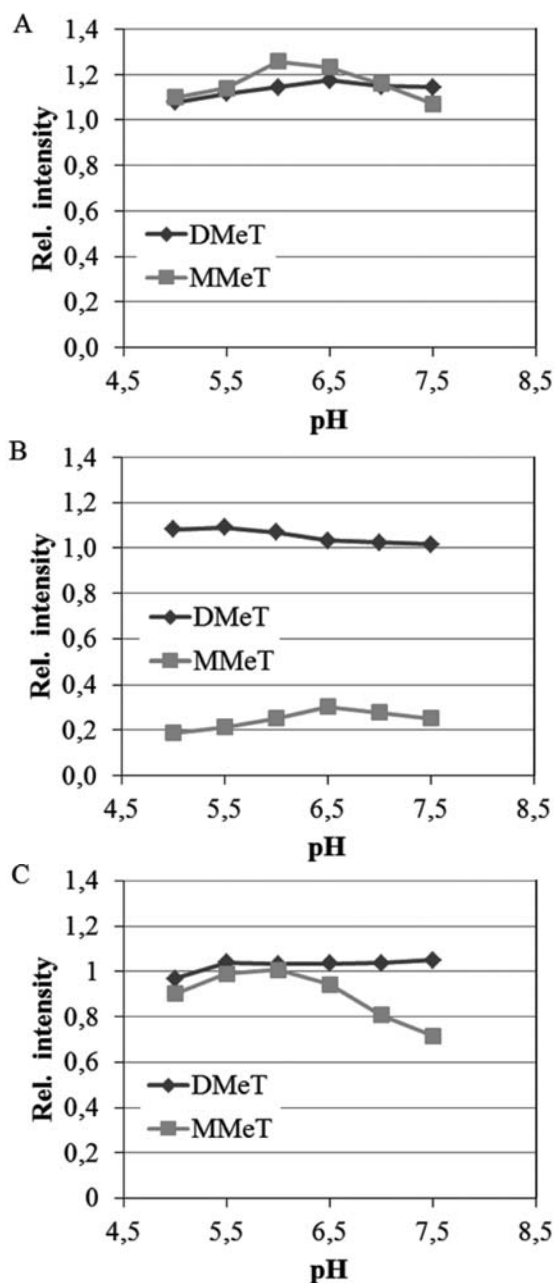 A
1,4
1,2
1,0
0,8
0,6
0,4
0,2
0,0
Rel. intensity
DMeT
MMeT
4,5 5,5 6,5 7,5 8,5
pH
B
1,4
1,2
1,0
0,8
0,6
0,4
0,2
0,0
Rel. intensity
DMeT
MMeT
4,5 5,5 6,5 7,5 8,5
pH
C
1,4
1,2
1
0,8
0,6
0,4
0,2
0
Rel. intensity
DMeT
MMeT
4,5 5,5 6,5 7,5 8,5
pH